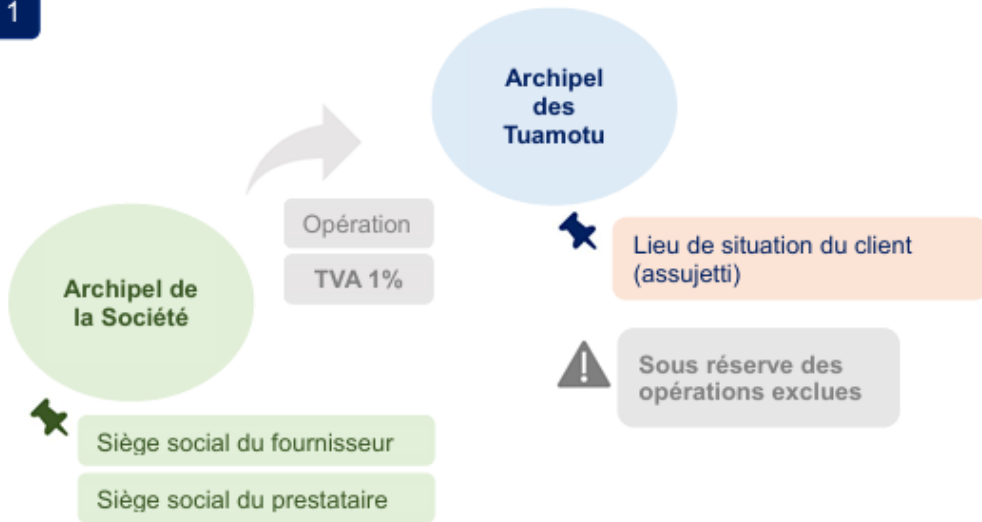 1
Archipel
des
Tuamotu
Opération
TVA 1%
Lieu de situation du client
(assujetti)
Archipel de
la Société
Sous réserve des
opérations exclues
Siège social du fournisseur
Siège social du prestataire